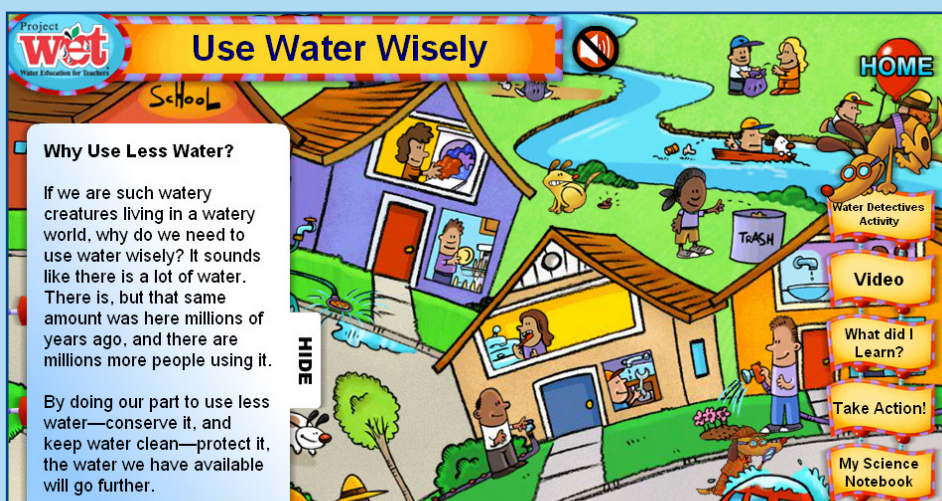 Project
WET
Water Education for Teachers
Use Water Wisely
HOME
SCHOOL
Why Use Less Water?
If we are such watery
creatures living in a watery
world, why do we need to
use water wisely? It sounds
like there is a lot of water.
There is, but that same
amount was here millions of
years ago, and there are
millions more people using it.
By doing our part to use less
water—conserve it, and
keep water clean—protect it,
the water we have available
will go further.
HIDE
TRASH
Water Detectives
Activity
Video
What did I
Learn?
Take Action!
My Science
Notebook